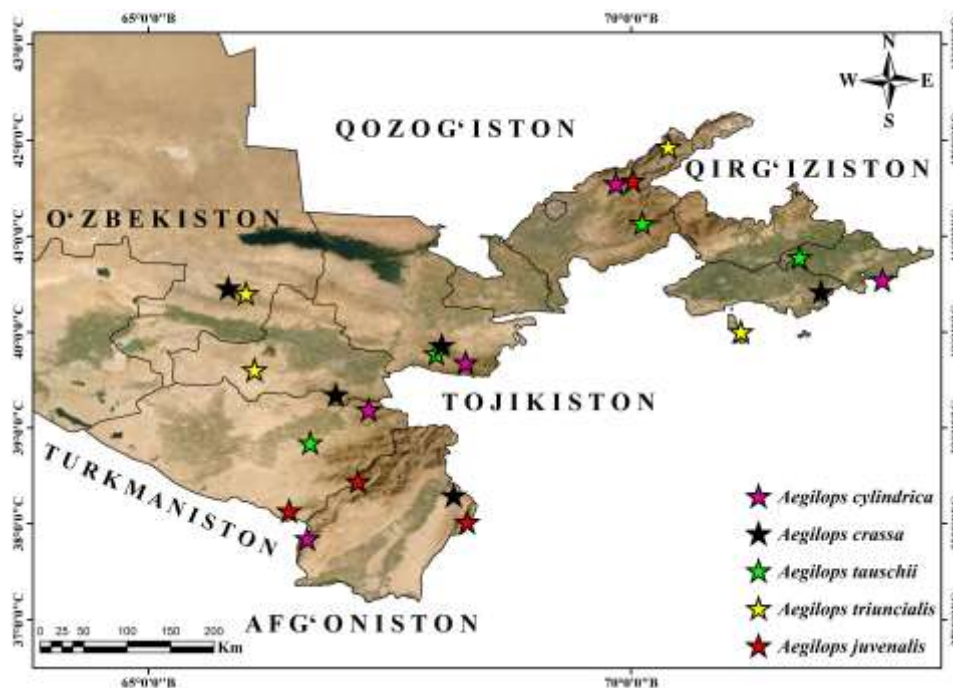 65°0'0"B 70°0'0"B
43°0'0"C
N
W E
S
QOZOG‘ISTON
42°0'0"C
QIRG‘IZISTON
O‘ZBEKISTON
41°0'0"C
40°0'0"C
TOJIKISTON
39°0'0"C
TURKMANISTON
Aegilops cylindrica
38°0'0"C
Aegilops crassa
Aegilops tauschii
AFG‘ONISTON
Aegilops triuncialis
37°0'0"C
0 25 50 100 150 200
Km
Aegilops juvenalis
65°0'0"B 70°0'0"B